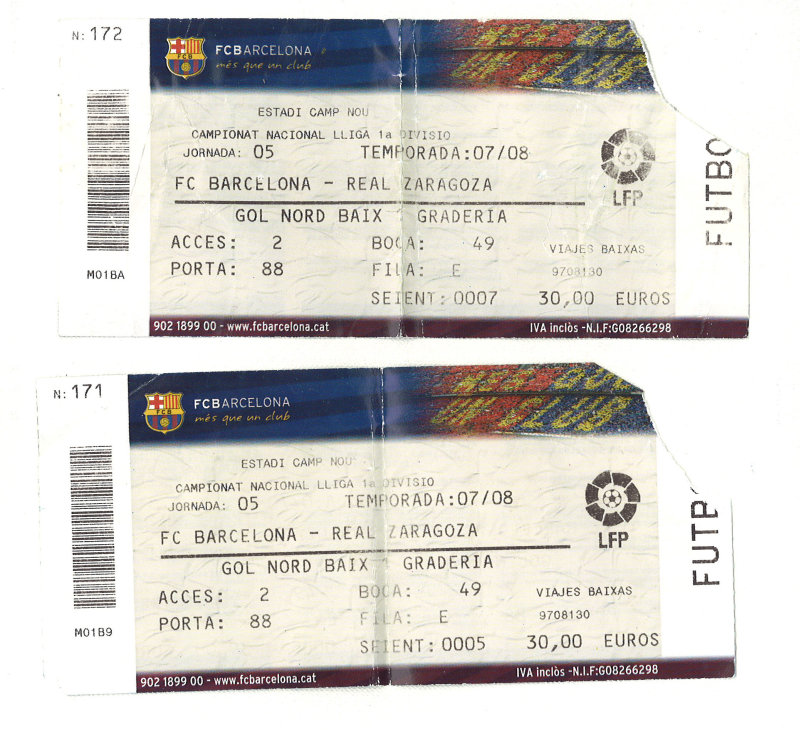 N: 172
FCBARCELONA
més que un club
ESTADI CAMP NOU
CAMPIONAT NACIONAL LLIGA 1a DIVISIO
JORNADA: 05 TEMPORADA:07/08
FC BARCELONA - REAL ZARAGOZA
LFP
GOL NORD BAIX 1 GRADERIA
ACCES: 2 BOCA: 49 VIAJES BAIXAS
PORTA: 88 FILA: E 9708130
SEIENT:0007 30,00 EUROS
M01BA
FUTBO
902 1899 00 - www.fcbarcelona.cat IVA inclòs -N.I.F:G08266298
N: 171
FCBARCELONA
més que un club
ESTADI CAMP NOU
CAMPIONAT NACIONAL LLIGA 1a DIVISIO
JORNADA: 05 TEMPORADA:07/08
FC BARCELONA - REAL ZARAGOZA
LFP
GOL NORD BAIX 1 GRADERIA
ACCES: 2 BOCA: 49 VIAJES BAIXAS
PORTA: 88 FILA: E 9708130
SEIENT:0005 30,00 EUROS
M01B9
FUTB
902 1899 00 - www.fcbarcelona.cat IVA inclòs -N.I.F:G08266298